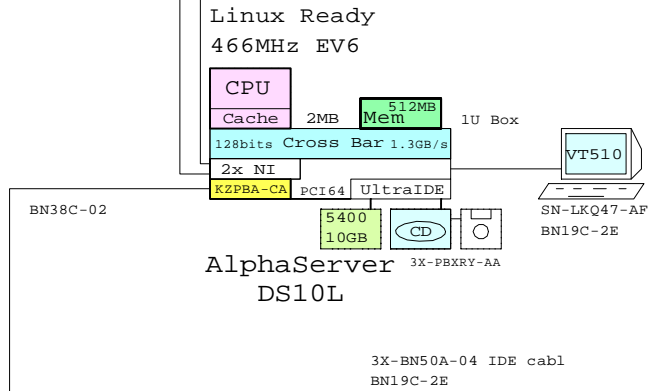 Linux Ready
466MHz EV6
CPU
Cache 2MB 512MB Mem 1U Box
128bits Cross Bar 1.3GB/s
2x NI
VT510
KZPBA-CA PCI64 UltraIDE
BN38C-02
SN-LKQ47-AF
BN19C-2E
5400
10GB
CD
AlphaServer 3X-PBXRY-AA
DS10L
3X-BN50A-04 IDE cabl
BN19C-2E